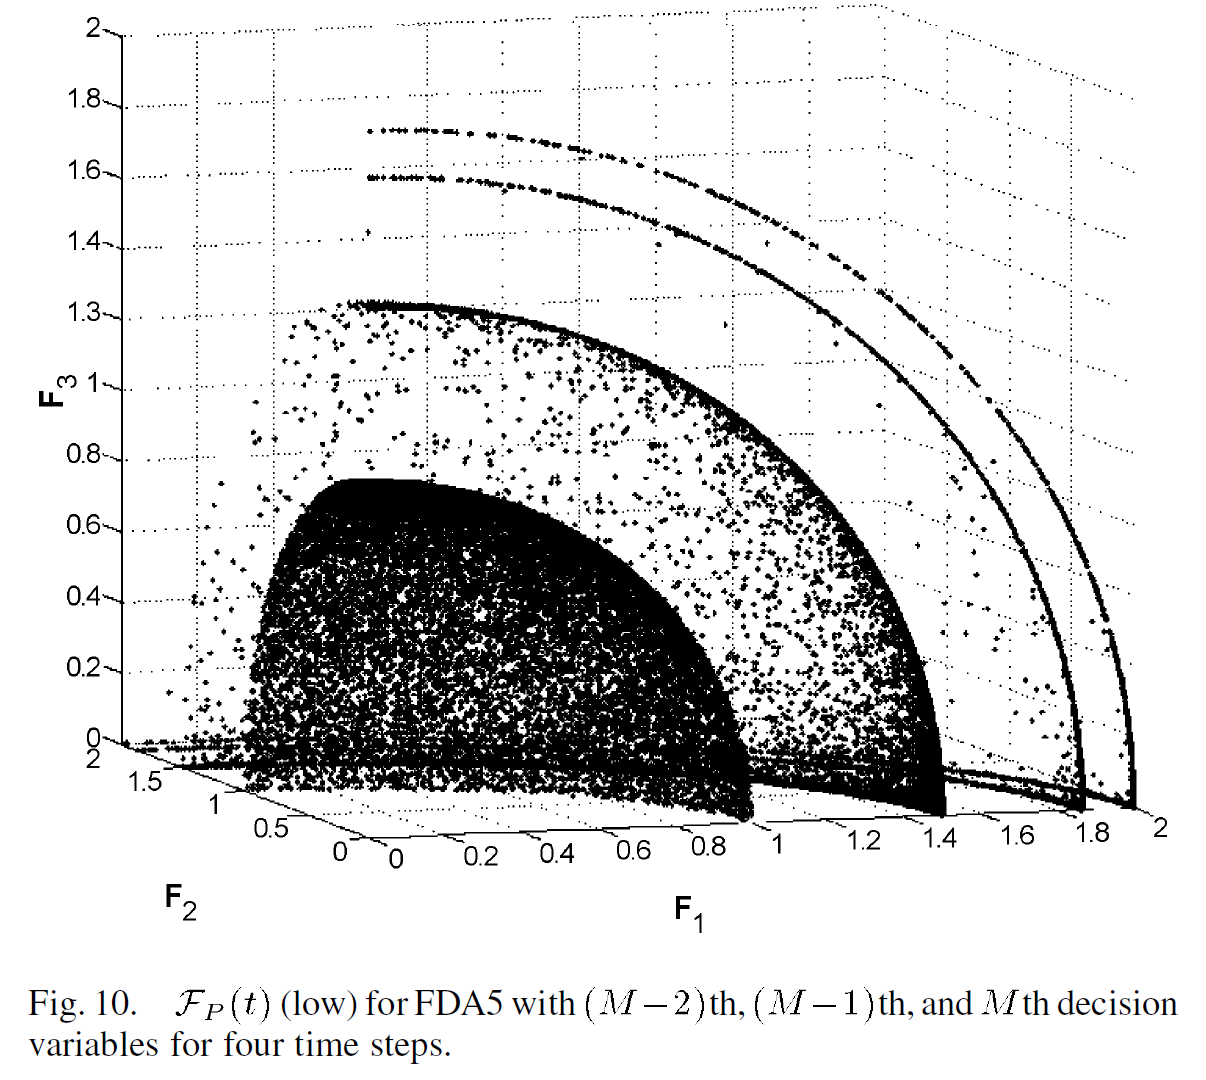 2
1.8
1.6
1.4
1.3
F3 1
0.8
0.6
0.4
0.2
0
2
1.5
1
0.5
0
0 0.2 0.4 0.6 0.8 1 1.2 1.4 1.6 1.8 2
F2
F1
Fig. 10. ℱP(t) (low) for FDA5 with (M−2)th, (M−1)th, and Mth decision
variables for four time steps.